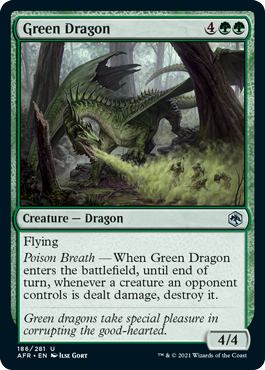 Green Dragon 4
Creature — Dragon
Flying
Poison Breath — When Green Dragon
enters the battlefield, until end of
turn, whenever a creature an opponent
controls is dealt damage, destroy it.
Green dragons take special pleasure in
corrupting the good-hearted.
4/4
186/281 U
AFR • EN ILSE GORT ™ & © 2021 Wizards of the Coast